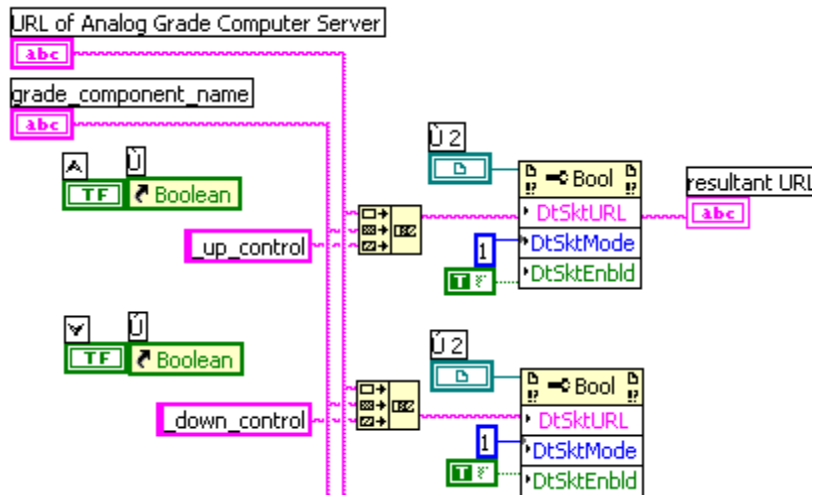 URL of Analog Grade Computer Server
abc
grade_component_name
abc
Ù
TF Boolean
_up_control
Ù 2
Bool
DtSktURL
1 DtSktMode
T DtSktEnbld
resultant URL
abc
Ù
TF Boolean
_down_control
Ù 2
Bool
DtSktURL
1 DtSktMode
T DtSktEnbld